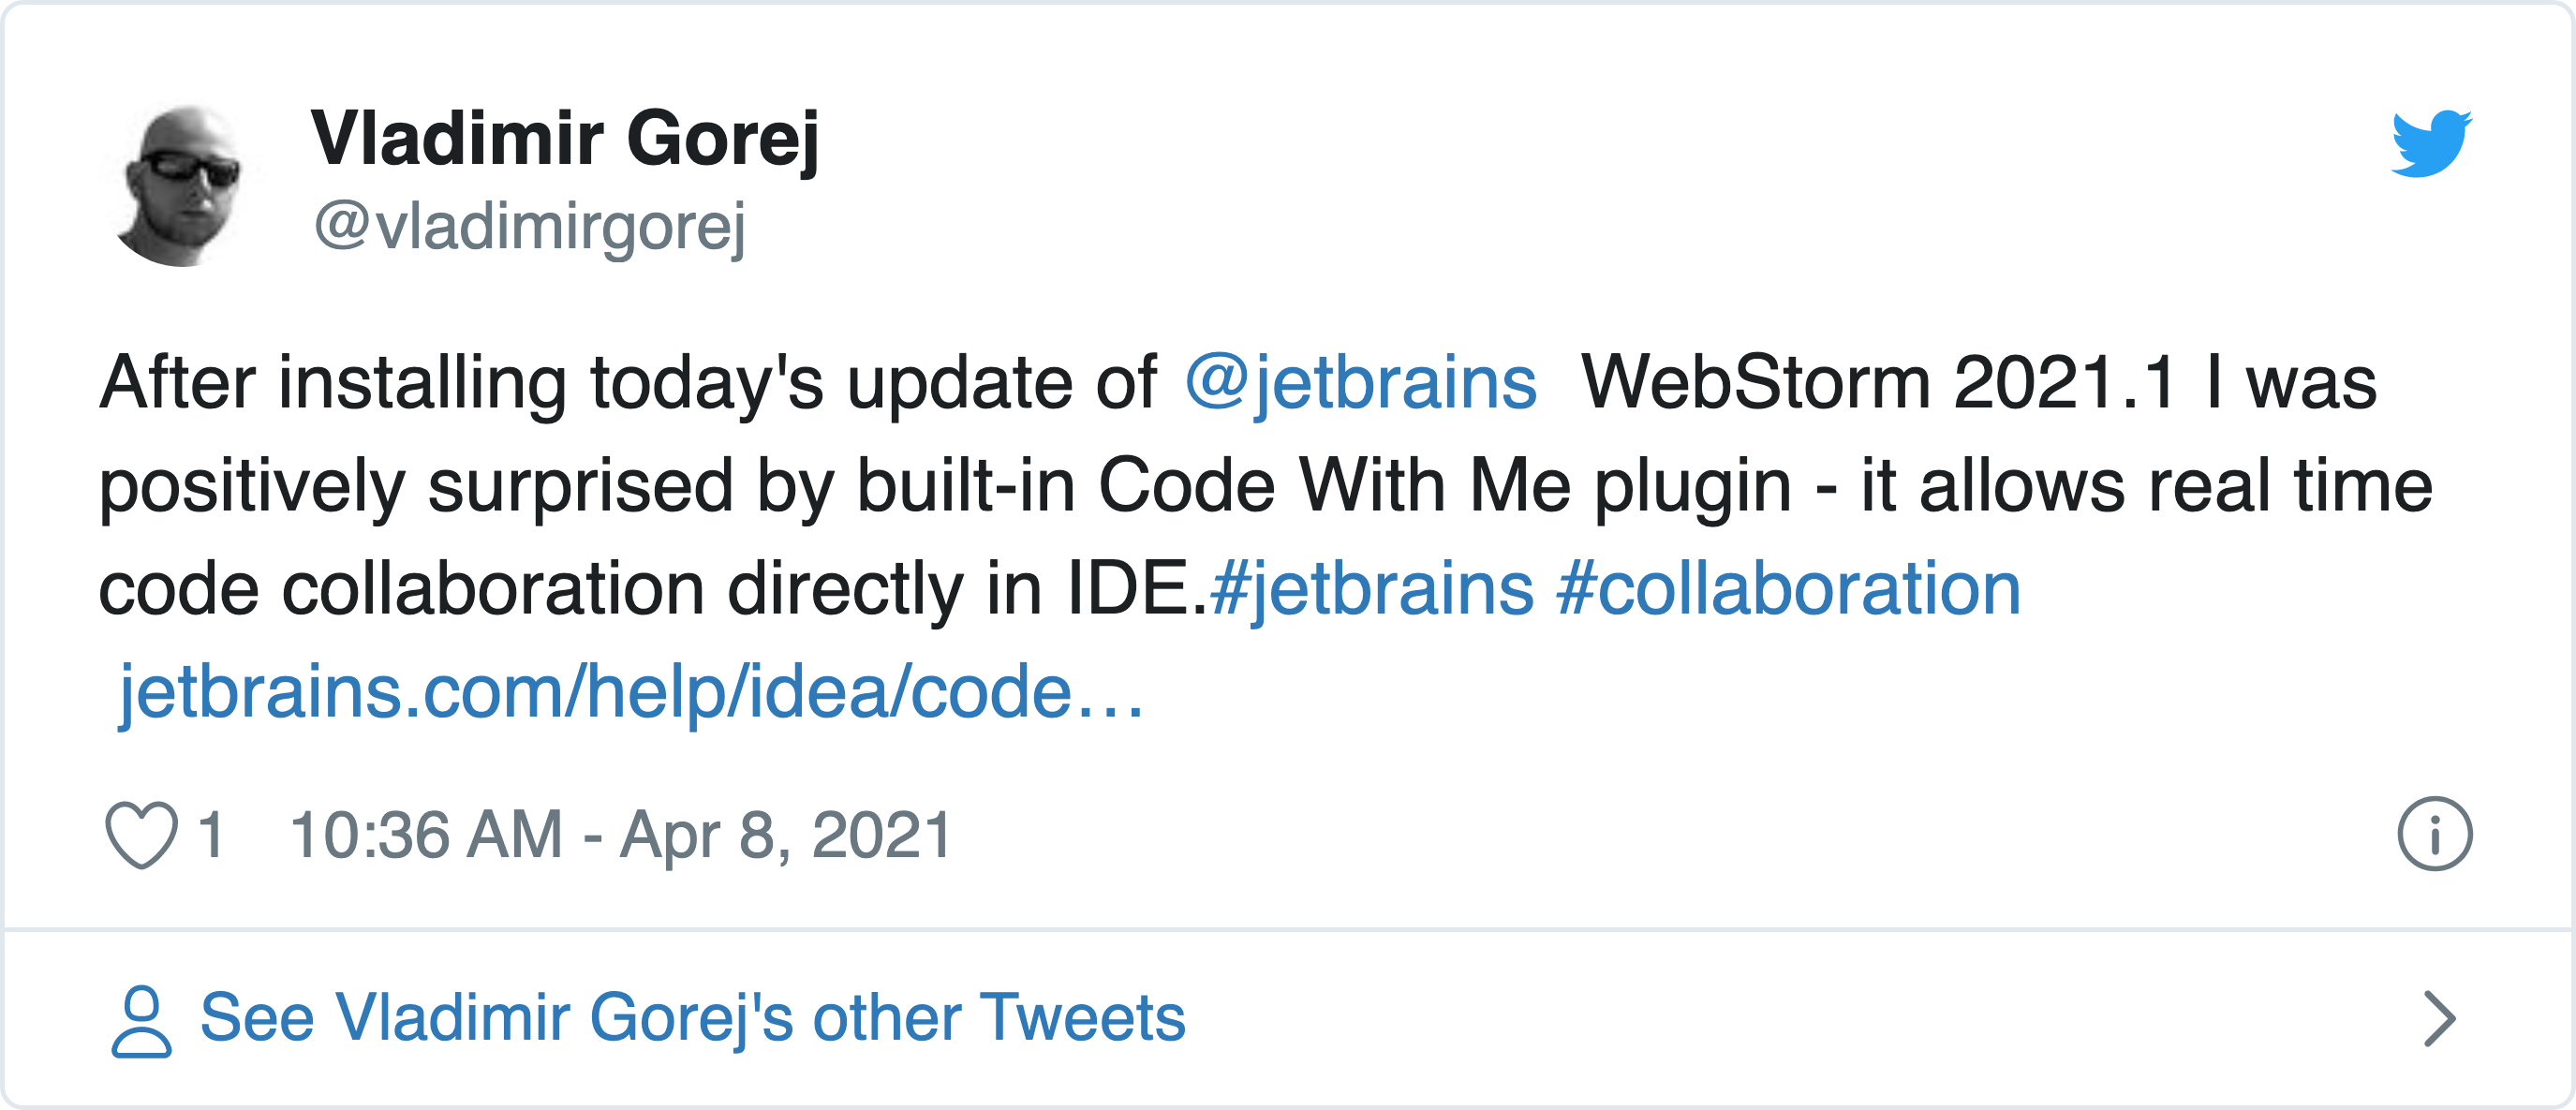 Vladimir Gorej
@vladimirgorej
After installing today's update of @jetbrains  WebStorm 2021.1 I was
positively surprised by built-in Code With Me plugin - it allows real time
code collaboration directly in IDE.#jetbrains #collaboration
jetbrains.com/help/idea/code…
1 10:36 AM - Apr 8, 2021
See Vladimir Gorej's other Tweets